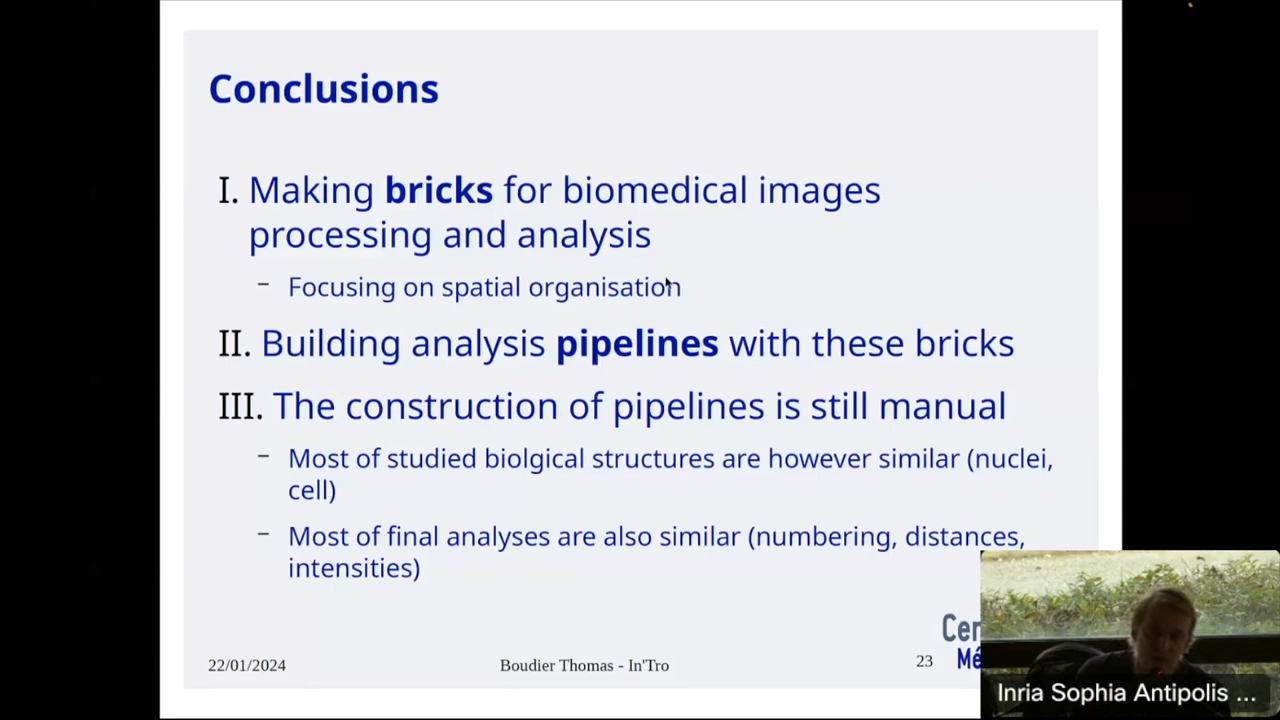 Conclusions
I. Making bricks for biomedical images
processing and analysis
– Focusing on spatial organisation
II. Building analysis pipelines with these bricks
III. The construction of pipelines is still manual
– Most of studied biolgical structures are however similar (nuclei,
cell)
– Most of final analyses are also similar (numbering, distances,
intensities)
22/01/2024
Boudier Thomas - In'Tro
23
Inria Sophia Antipolis ...